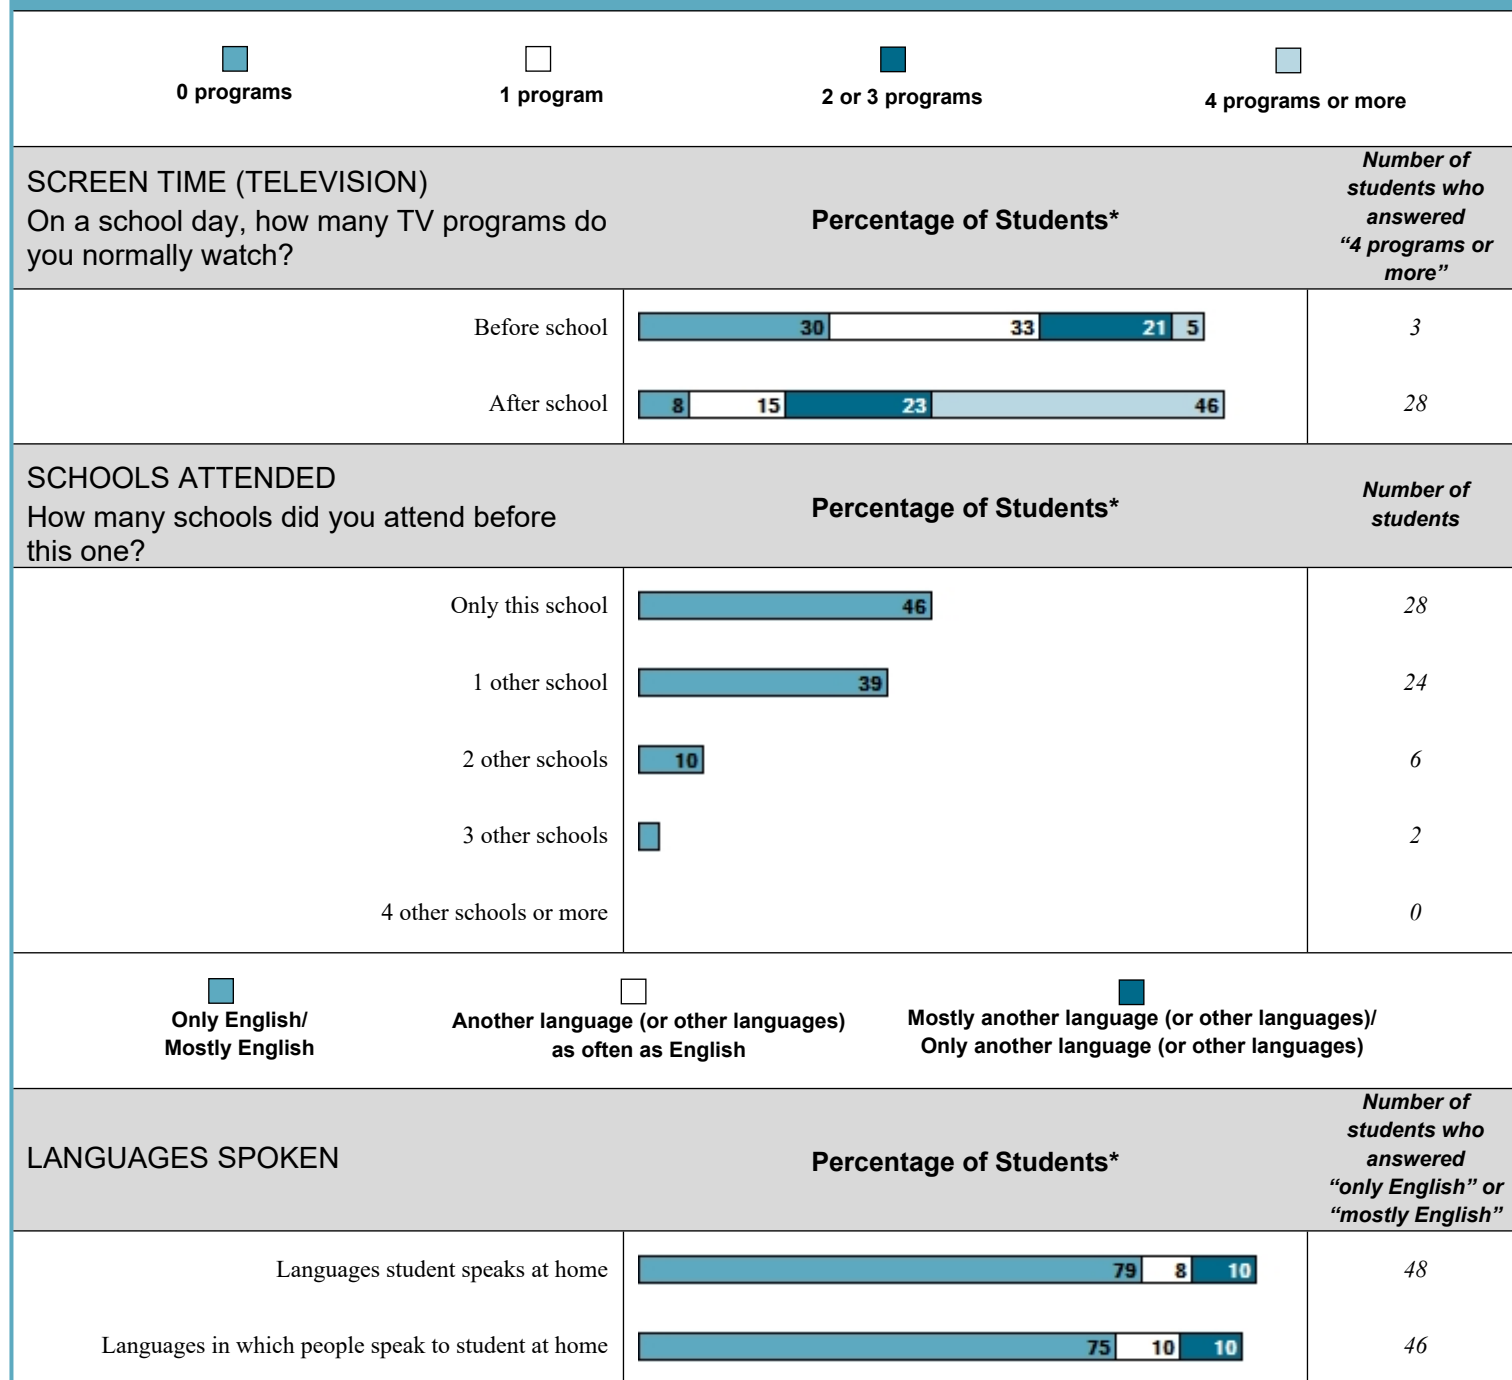 0 programs
1 program
2 or 3 programs
4 programs or more
SCREEN TIME (TELEVISION)
On a school day, how many TV programs do
you normally watch?
Percentage of Students*
Number of
students who
answered
“4 programs or
more”
Before school
30 33 21 5
3
After school
8 15 23 46
28
SCHOOLS ATTENDED
How many schools did you attend before
this one?
Percentage of Students*
Number of
students
Only this school
46
28
1 other school
39
24
2 other schools
10
6
3 other schools
2
4 other schools or more
0
Only English/
Mostly English
Another language (or other languages)
as often as English
Mostly another language (or other languages)/
Only another language (or other languages)
LANGUAGES SPOKEN
Percentage of Students*
Number of
students who
answered
“only English” or
“mostly English”
Languages student speaks at home
79 8 10
48
Languages in which people speak to student at home
75 10 10
46